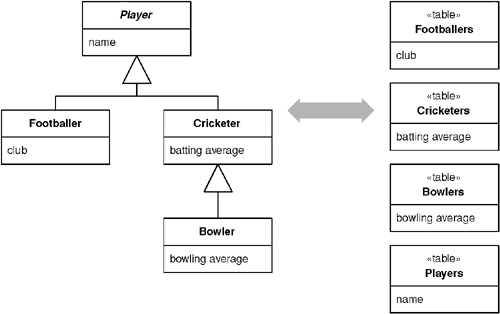 Player
name
Footballer
club
Cricketer
batting average
Bowler
bowling average
«table»
Footballers
club
«table»
Cricketers
batting average
«table»
Bowlers
bowling average
«table»
Players
name